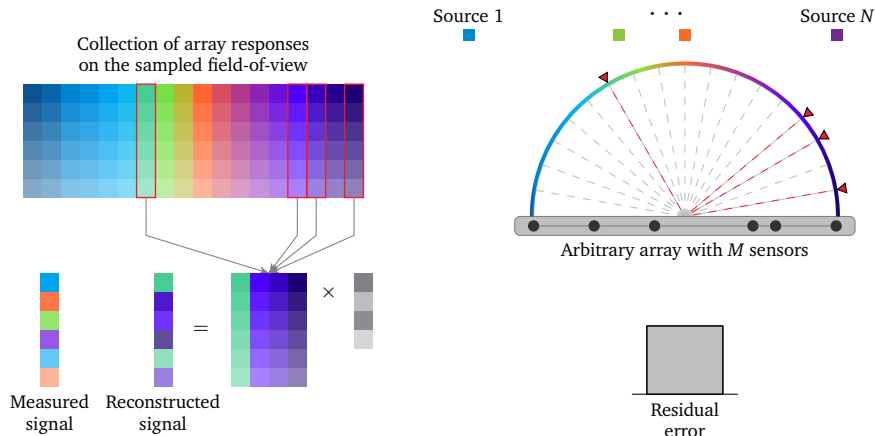 Source 1
· · ·
Source N
Collection of array responses
on the sampled field-of-view
Arbitrary array with M sensors
×
=
Measured
signal
Reconstructed
signal
Residual
error